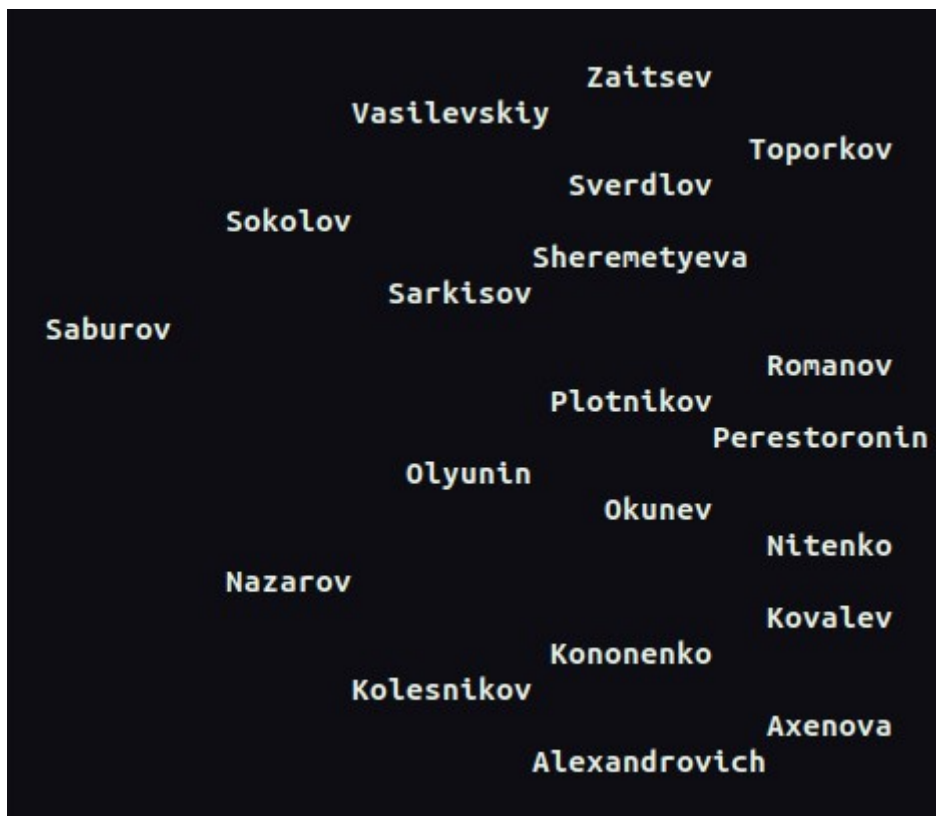 Zaitsev
Vasilevskiy
Toporkov
Sverdlov
Sokolov
Sheremetyeva
Sarkisov
Saburov
Romanov
Plotnikov
Perestoronin
Olyunin
Okunev
Nitenko
Nazarov
Kovalev
Kononenko
Kolesnikov
Axenova
Alexandrovich